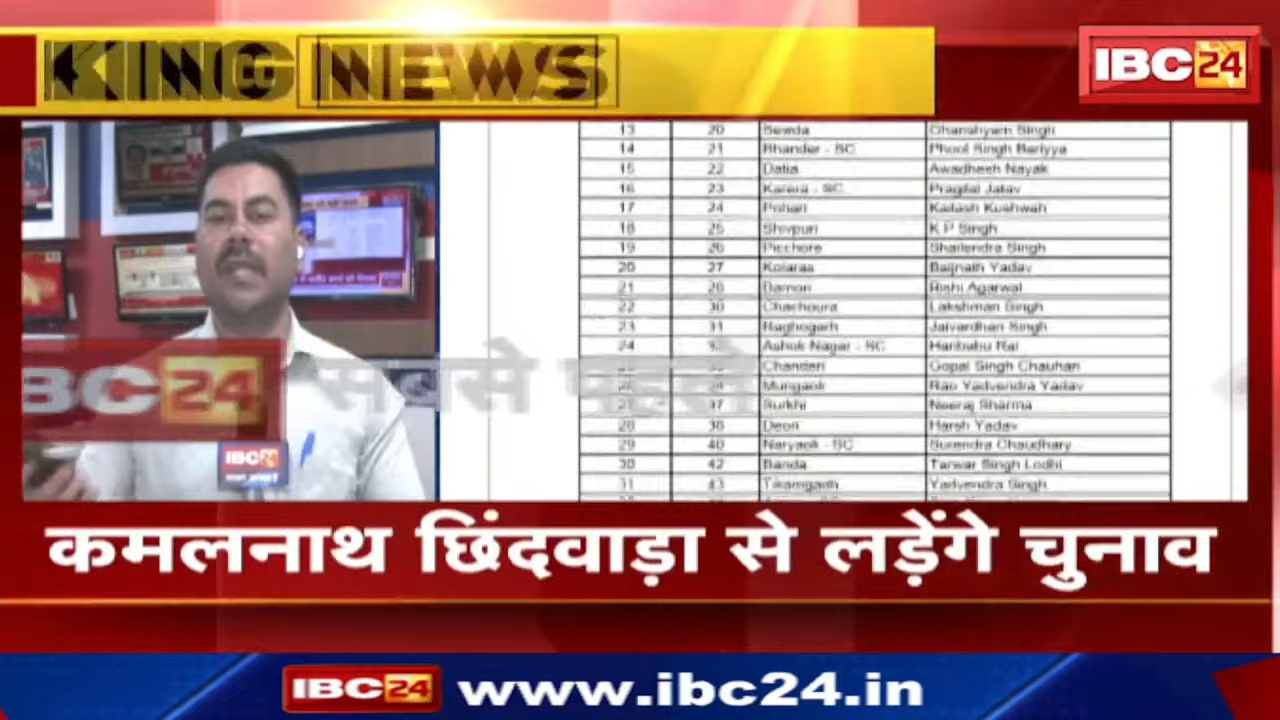 KING NEWS
IBC24
13 20 Bewda Ghanshyam Singh
14 21 Bhander - SC Phool Singh Bariyya
15 22 Datia Awadhesh Nayak
16 23 Karera - SC Pragilal Jatav
17 24 Pohari Kailash Kushwah
18 25 Shivpuri K P Singh
19 26 Picchore Shailendra Singh
20 27 Kolaras Baijnath Yadav
21 28 Bamori Rishi Agarwal
22 30 Chachoura Lakshman Singh
23 31 Raghogarh Jaivardhan Singh
24 Ashok Nagar - SC Haribabu Rai
Chanderi Gopal Singh Chauhan
Mungaoli Rao Yadvendra Yadav
37 Surkhi Neeraj Sharma
28 38 Deori Harsh Yadav
29 40 Naryaoli - SC Surendra Chaudhary
30 42 Banda Tarwar Singh Lodhi
31 43 Tikamgarh Yadvendra Singh
IBC24 सबसे पहले
IBC24
कमलनाथ छिंदवाड़ा से लड़ेंगे चुनाव
IBC24 www.ibc24.in